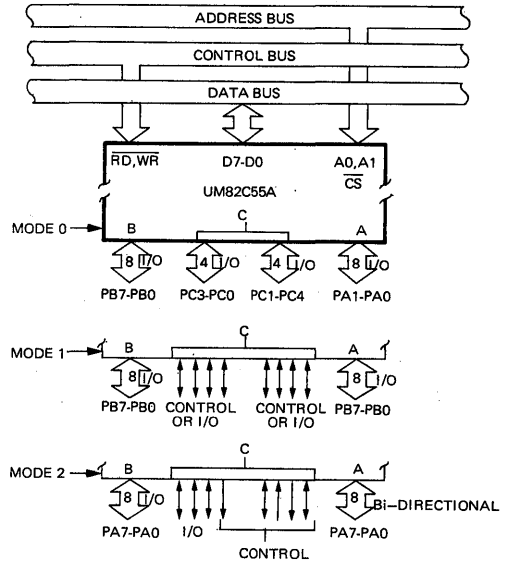 ADDRESS BUS
CONTROL BUS
DATA BUS
RD,WR D7-D0 A0,A1
CS
UM82C55A
C
MODE 0 B A
8 I/O 4 I/O 4 I/O 8 I/O
PB7-PB0 PC3-PC0 PC1-PC4 PA1-PA0
C
MODE 1 B A
8 I/O 8 I/O
PB7-PB0 CONTROL OR I/O CONTROL OR I/O PB7-PB0
C
MODE 2 B A
8 I/O 8 Bi-DIRECTIONAL
PA7-PA0 I/O PA7-PA0
CONTROL